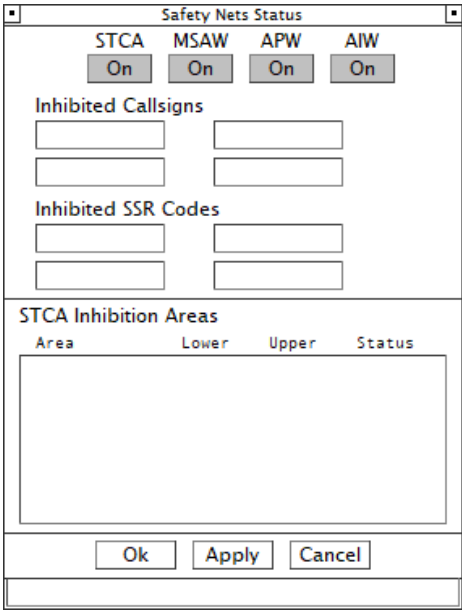 Safety Nets Status
STCA MSAW APW AIW
On On On On
Inhibited Callsigns
Inhibited SSR Codes
STCA Inhibition Areas
Area Lower Upper Status
Ok Apply Cancel